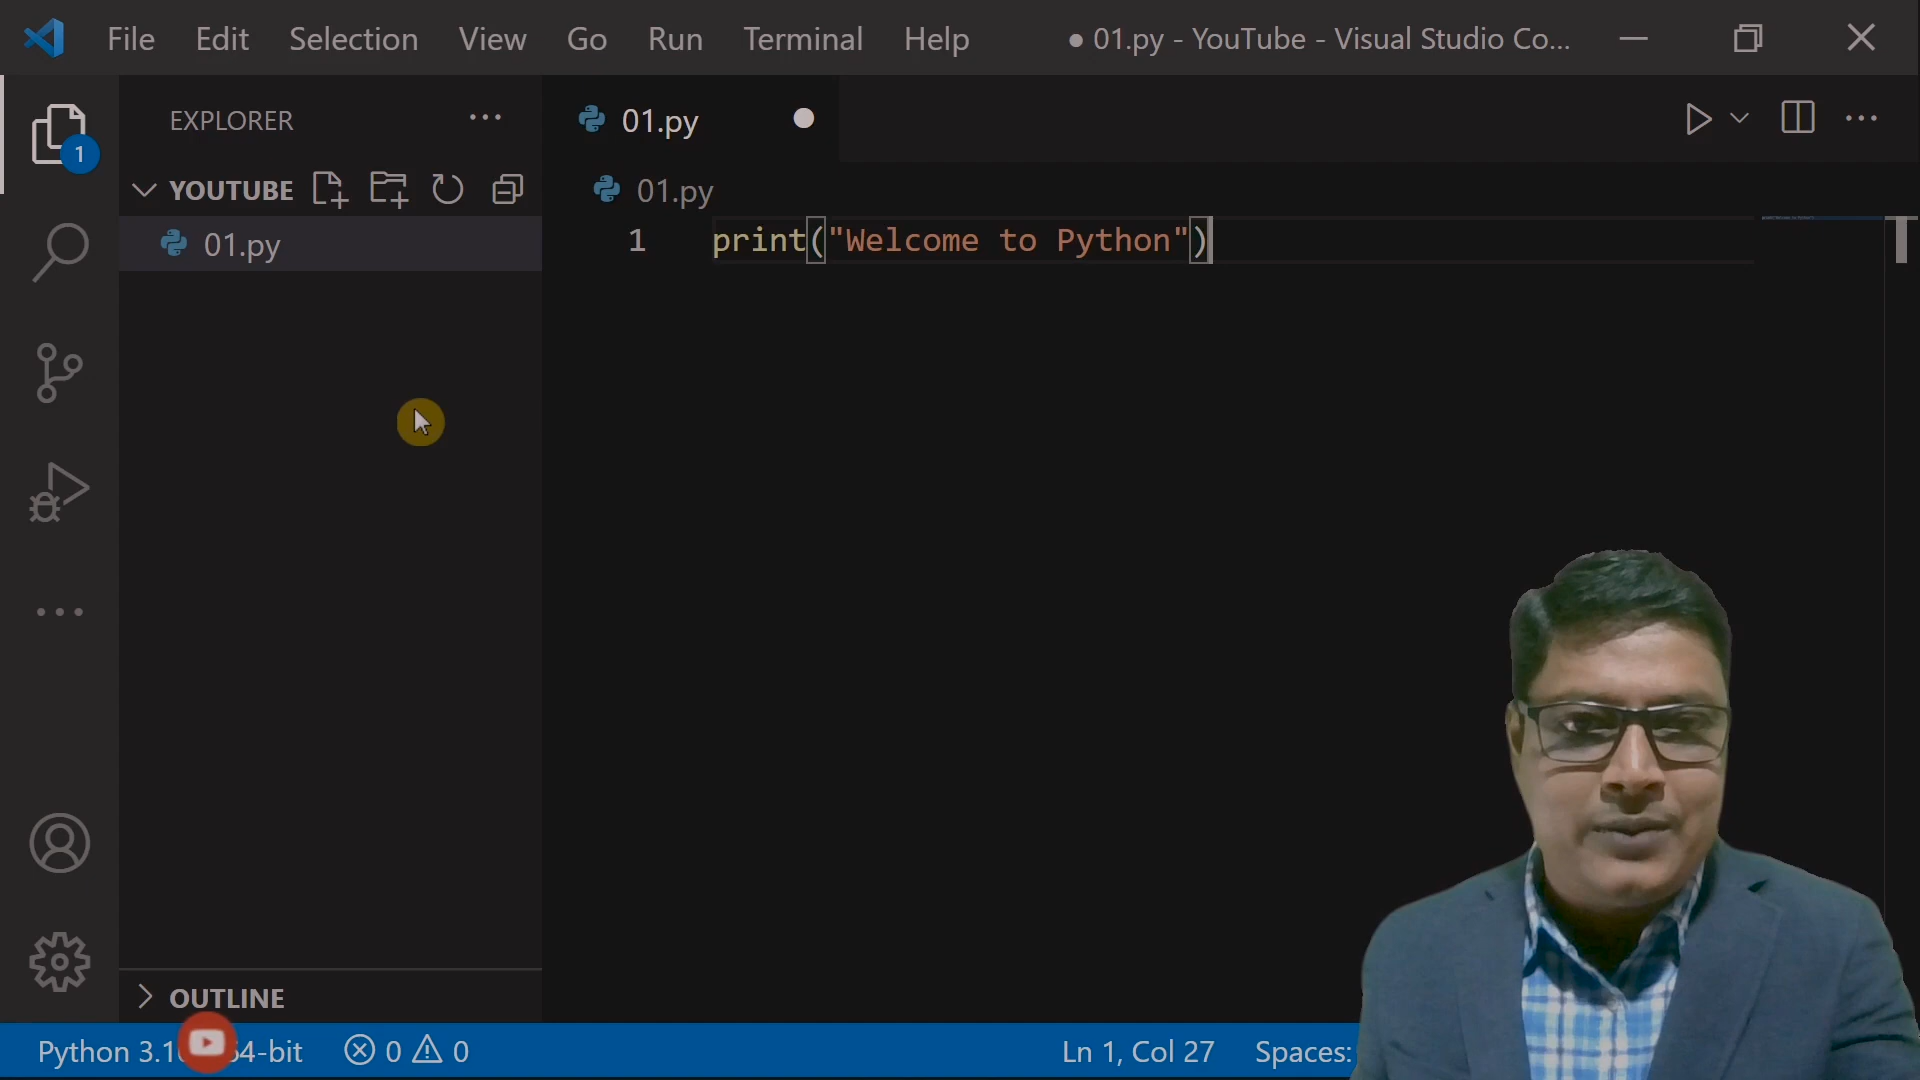 File Edit Selection View Go Run Terminal Help ● 01.py - YouTube - Visual Studio Co...
EXPLORER
01.py
1
YOUTUBE
01.py
1 print("Welcome to Python")
01.py
OUTLINE
Python 3.1 64-bit 0 0 Ln 1, Col 27 Spaces: